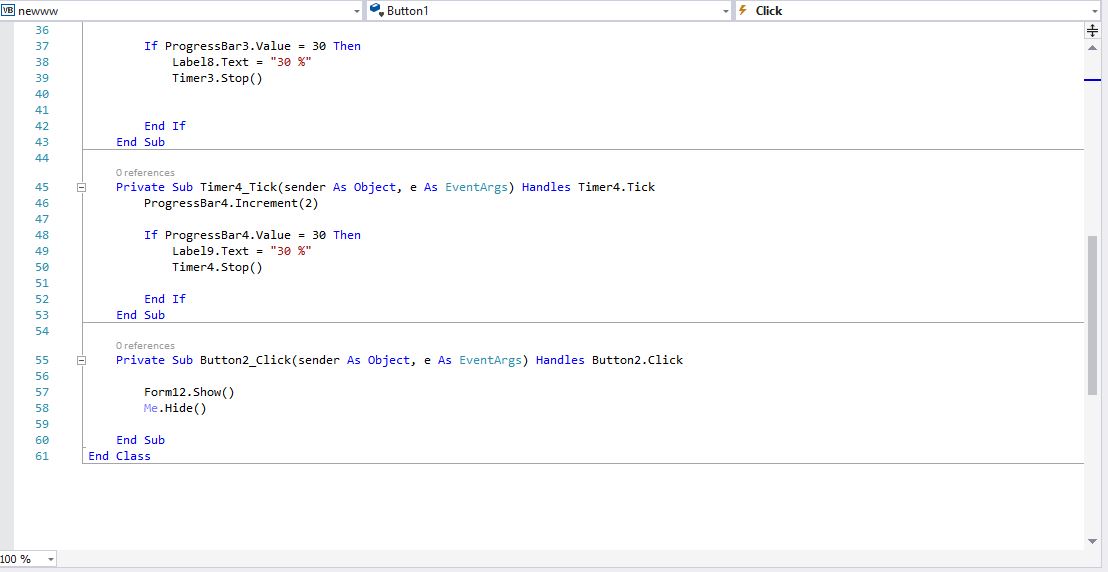 VB newww Button1 Click
36
37 If ProgressBar3.Value = 30 Then
38 Label8.Text = "30 %"
39 Timer3.Stop()
40
41
42 End If
43 End Sub
44
0 references
45 Private Sub Timer4_Tick(sender As Object, e As EventArgs) Handles Timer4.Tick
46 ProgressBar4.Increment(2)
47
48 If ProgressBar4.Value = 30 Then
49 Label9.Text = "30 %"
50 Timer4.Stop()
51
52 End If
53 End Sub
54
0 references
55 Private Sub Button2_Click(sender As Object, e As EventArgs) Handles Button2.Click
56
57 Form12.Show()
58 Me.Hide()
59
60 End Sub
61 End Class
100 %